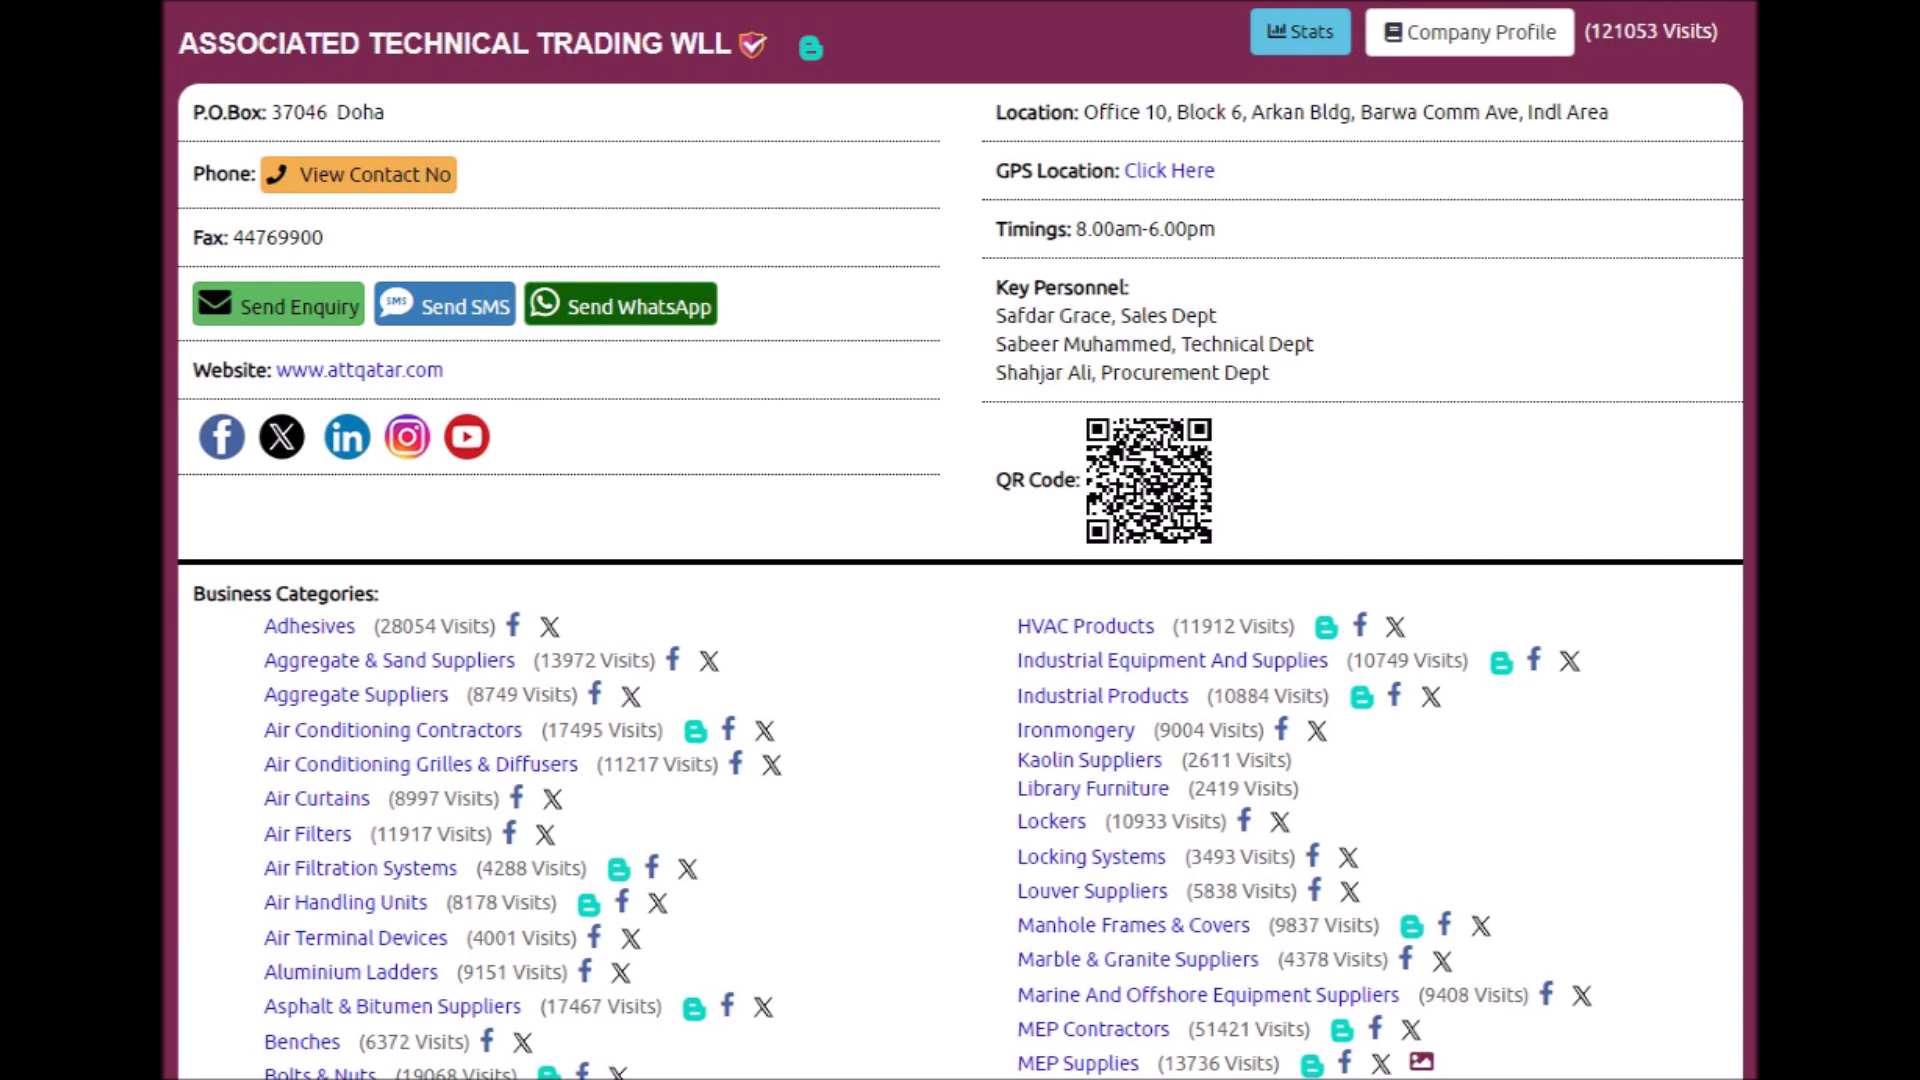 ASSOCIATED TECHNICAL TRADING WLL
Stats
Company Profile
(121053 Visits)
P.O.Box: 37046 Doha
Phone: View Contact No
Fax: 44769900
Send Enquiry
SMS Send SMS
Send WhatsApp
Website: www.attqatar.com
Location: Office 10, Block 6, Arkan Bldg, Barwa Comm Ave, Indl Area
GPS Location: Click Here
Timings: 8.00am-6.00pm
Key Personnel:
Safdar Grace, Sales Dept
Sabeer Muhammed, Technical Dept
Shahjar Ali, Procurement Dept
QR Code:
Business Categories:
Adhesives (28054 Visits)
Aggregate & Sand Suppliers (13972 Visits)
Aggregate Suppliers (8749 Visits)
Air Conditioning Contractors (17495 Visits)
Air Conditioning Grilles & Diffusers (11217 Visits)
Air Curtains (8997 Visits)
Air Filters (11917 Visits)
Air Filtration Systems (4288 Visits)
Air Handling Units (8178 Visits)
Air Terminal Devices (4001 Visits)
Aluminium Ladders (9151 Visits)
Asphalt & Bitumen Suppliers (17467 Visits)
Benches (6372 Visits)
Bolts & Nuts (19068 Visits)
HVAC Products (11912 Visits)
Industrial Equipment And Supplies (10749 Visits)
Industrial Products (10884 Visits)
Ironmongery (9004 Visits)
Kaolin Suppliers (2611 Visits)
Library Furniture (2419 Visits)
Lockers (10933 Visits)
Locking Systems (3493 Visits)
Louver Suppliers (5838 Visits)
Manhole Frames & Covers (9837 Visits)
Marble & Granite Suppliers (4378 Visits)
Marine And Offshore Equipment Suppliers (9408 Visits)
MEP Contractors (51421 Visits)
MEP Supplies (13736 Visits)